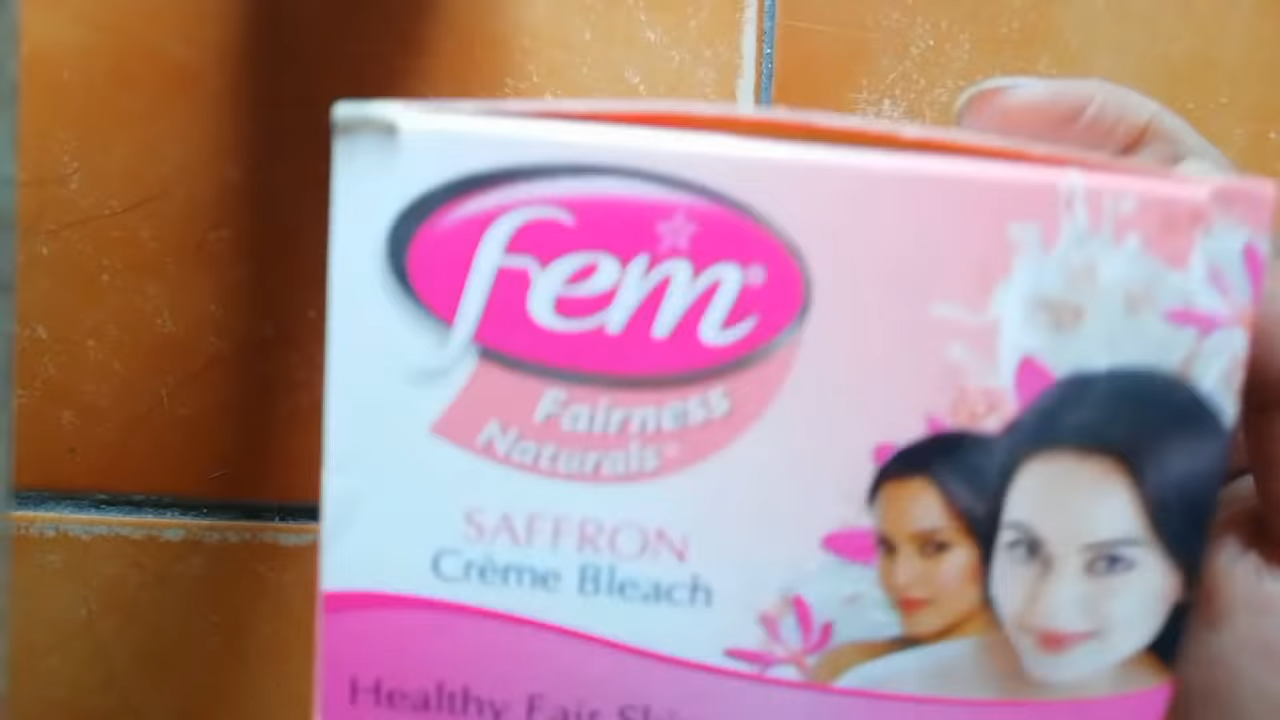 fem®
Fairness
Naturals
SAFFRON
Crème Bleach
Healthy Fair Skin